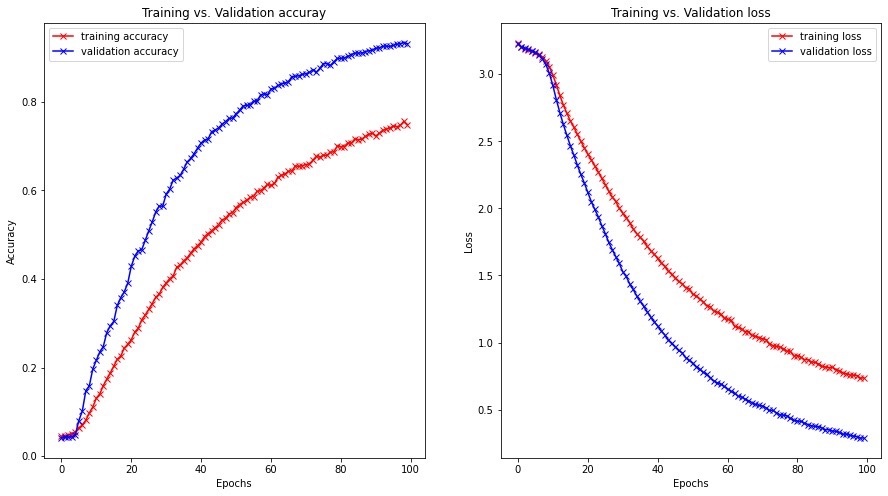 Training vs. Validation accuray
training accuracy
validation accuracy
0.8
0.6
0.4
0.2
0.0
Accuracy
0 20 40 60 80 100
Epochs
Training vs. Validation loss
training loss
validation loss
3.0
2.5
2.0
1.5
1.0
0.5
Loss
0 20 40 60 80 100
Epochs